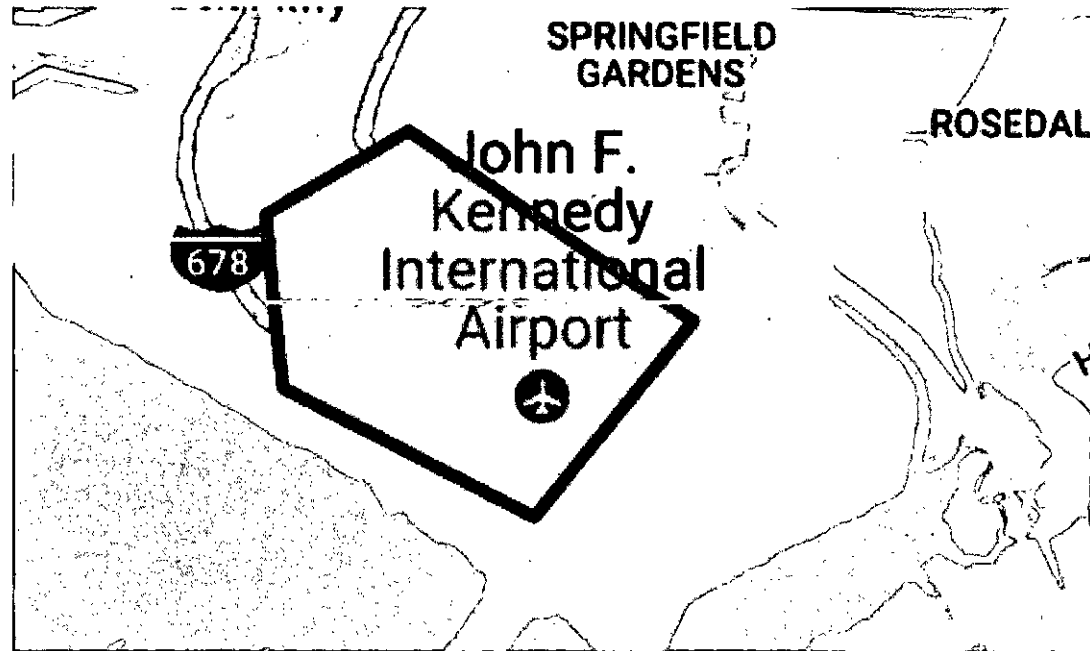 SPRINGFIELD
GARDENS
ROSEDAL
John F.
Kennedy
International
Airport
678
H